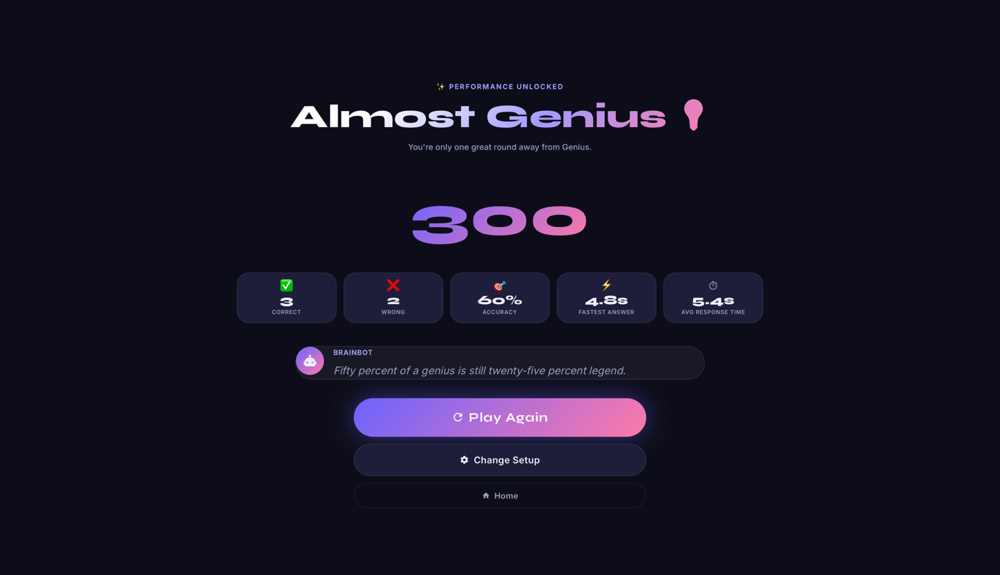 ✨ PERFORMANCE UNLOCKED
Almost Genius
You're only one great round away from Genius.
300
3
CORRECT
2
WRONG
60%
ACCURACY
4.8s
FASTEST ANSWER
5.4s
AVG RESPONSE TIME
BRAINBOT
Fifty percent of a genius is still twenty-five percent legend.
Play Again
Change Setup
Home